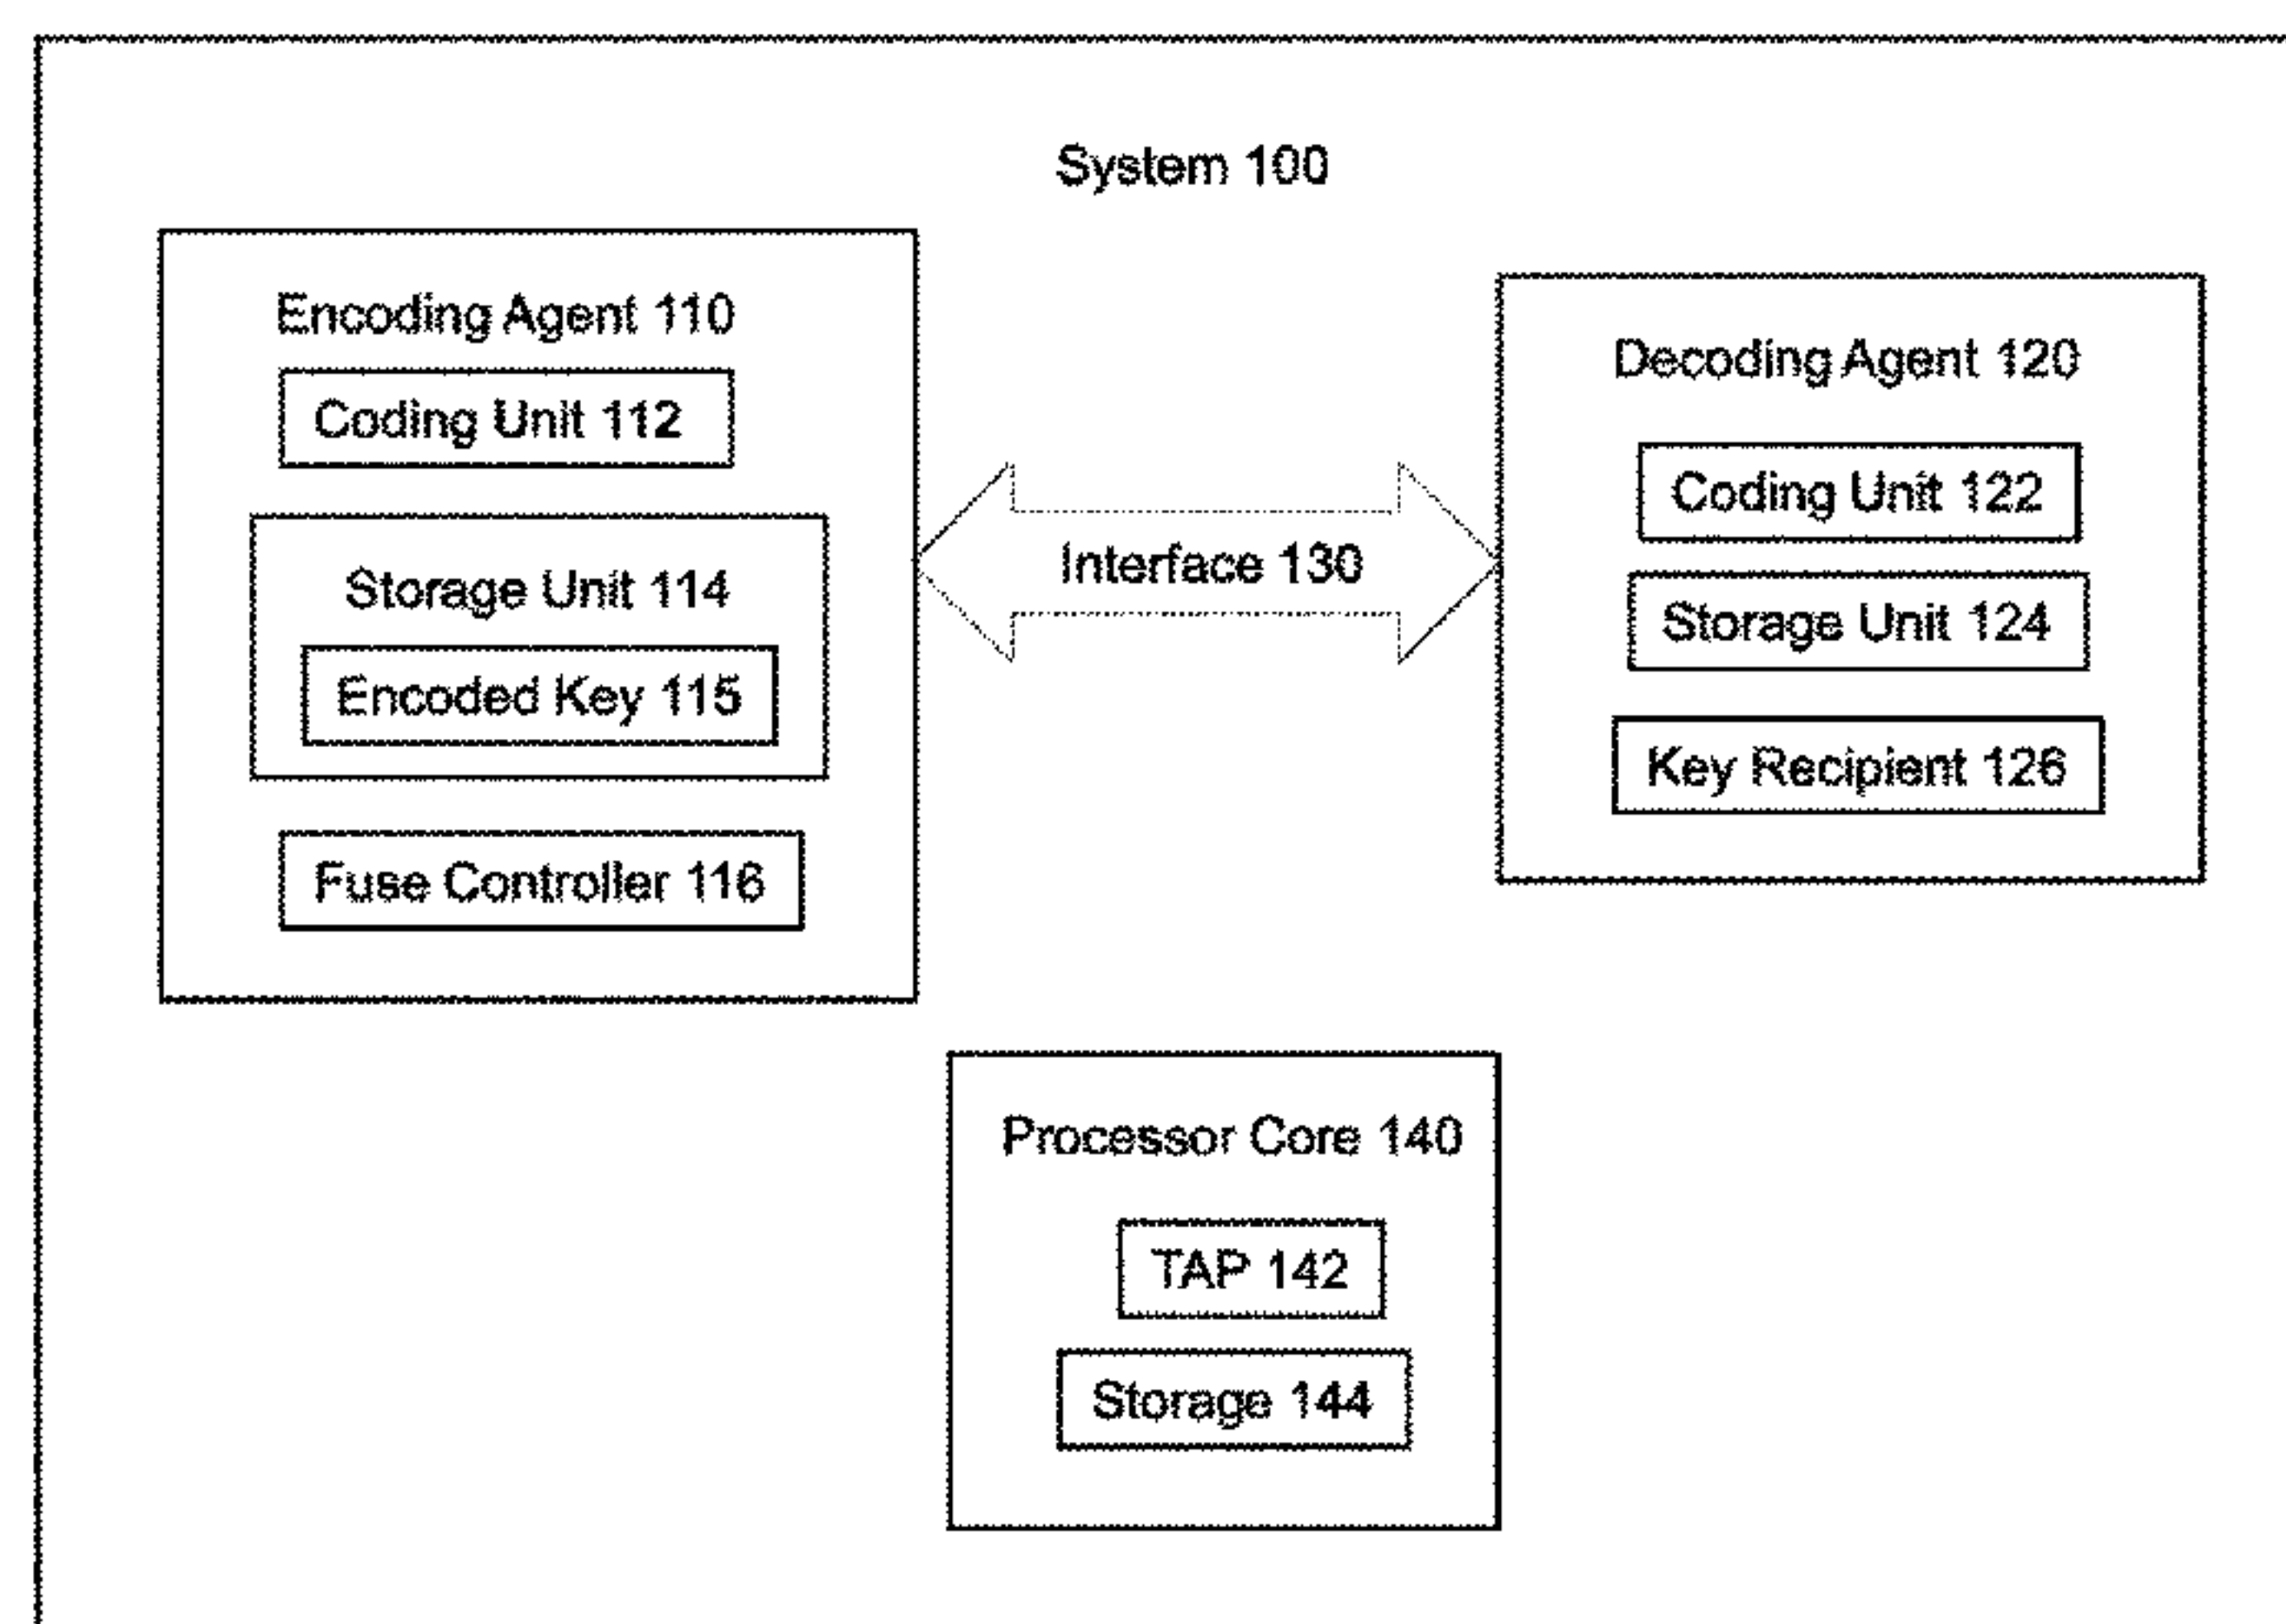 System 100
Encoding Agent 110
Coding Unit 112
Storage Unit 114
Encoded Key 115
Fuse Controller 116
Interface 130
Decoding Agent 120
Coding Unit 122
Storage Unit 124
Key Recipient 126
Processor Core 140
TAP 142
Storage 144